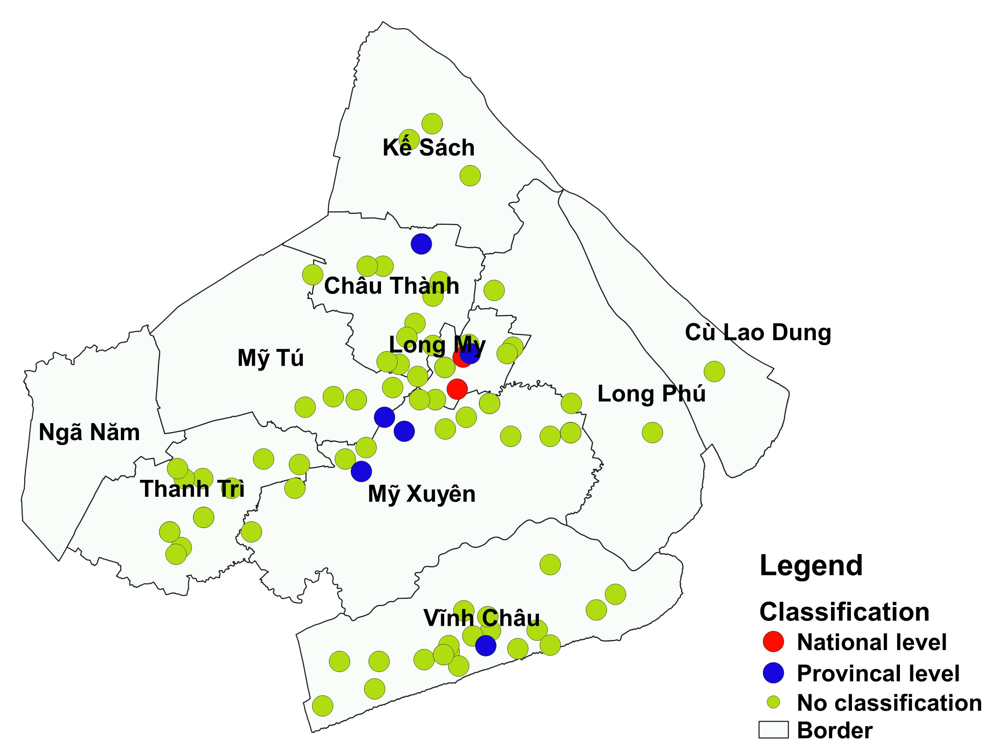 Kế Sách
Châu Thành
Cù Lao Dung
Long My
Mỹ Tú
Long Phú
Ngã Năm
Thanh Trì
Mỹ Xuyên
Legend
Classification
Vĩnh Châu
National level
Provincal level
No classification
Border